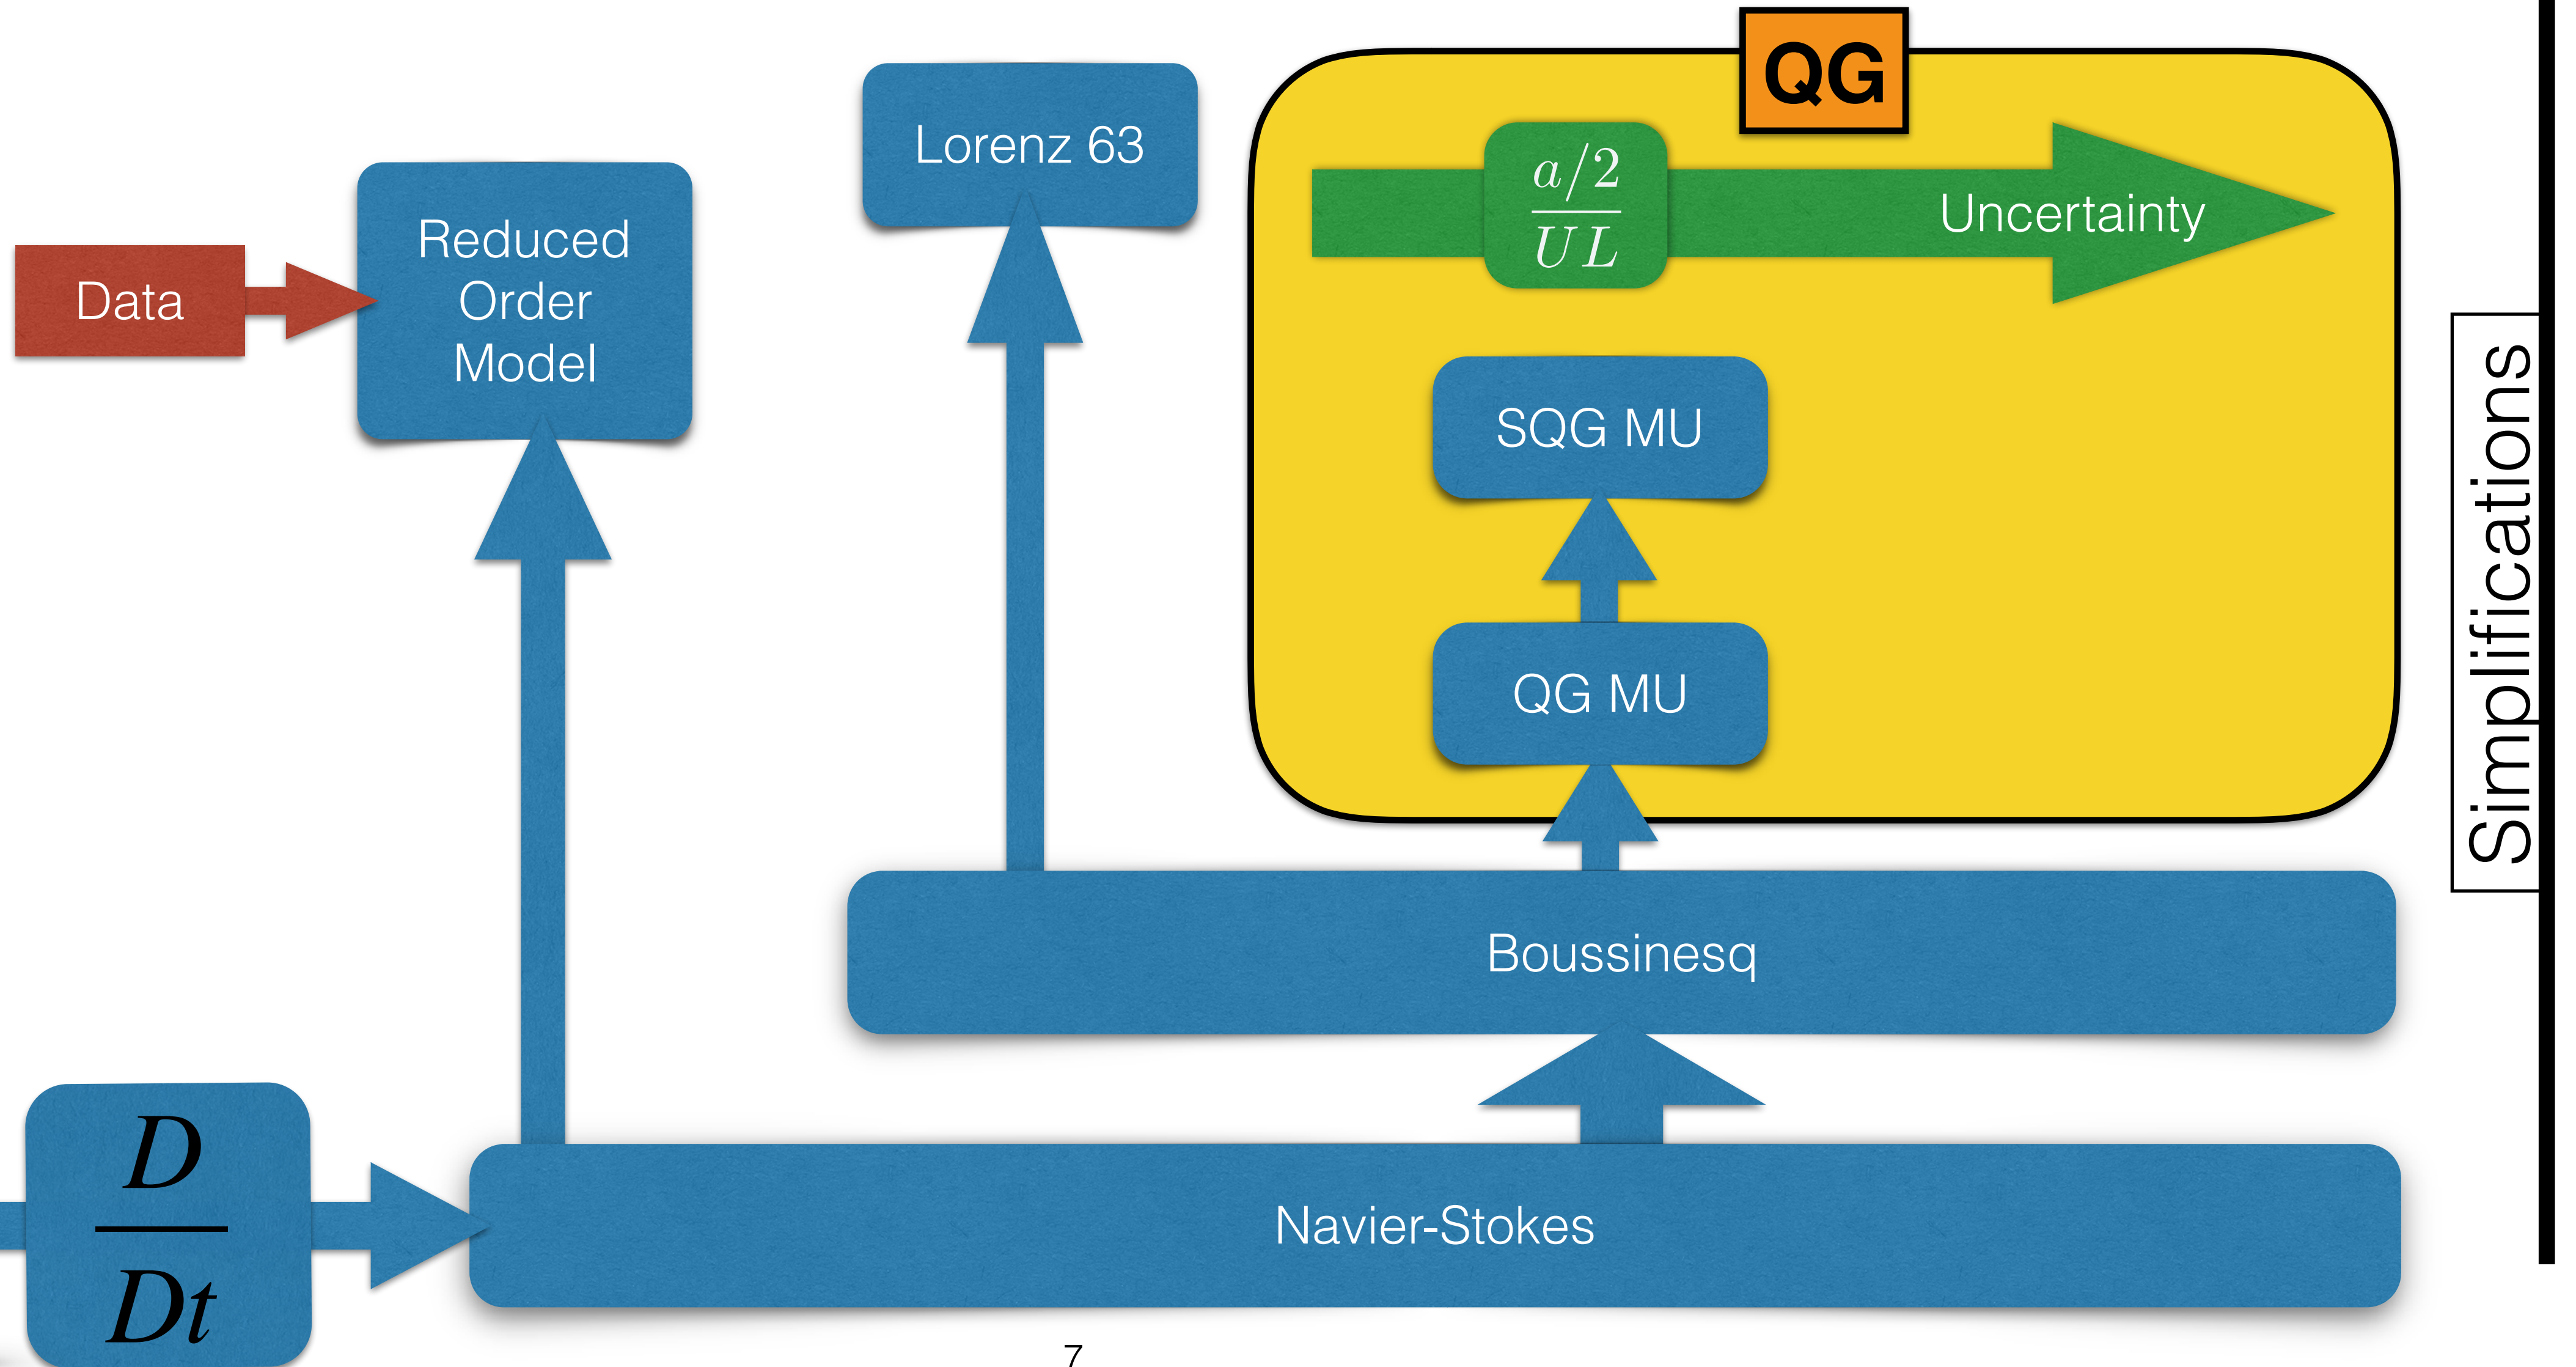 QG
Lorenz 63
a/2
UL
Uncertainty
Reduced
Order
Model
Data
SQG MU
Simplifications
QG MU
Boussinesq
D
Dt
Navier-Stokes
7